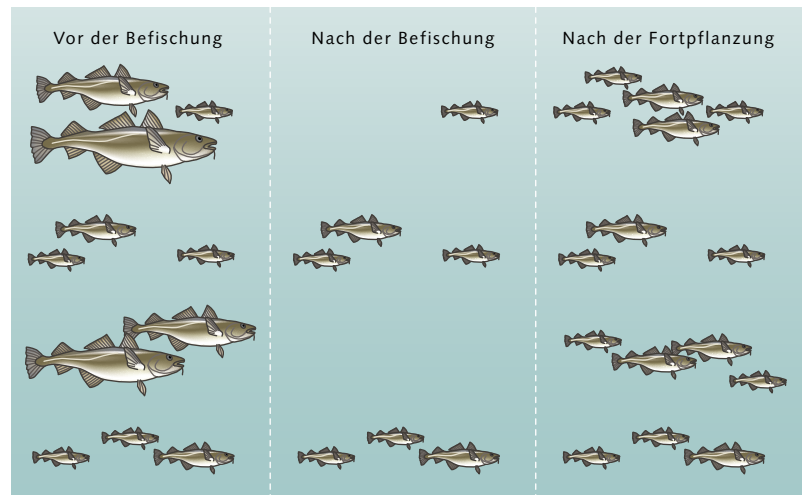 Vor der Befischung
Nach der Befischung
Nach der Fortpflanzung